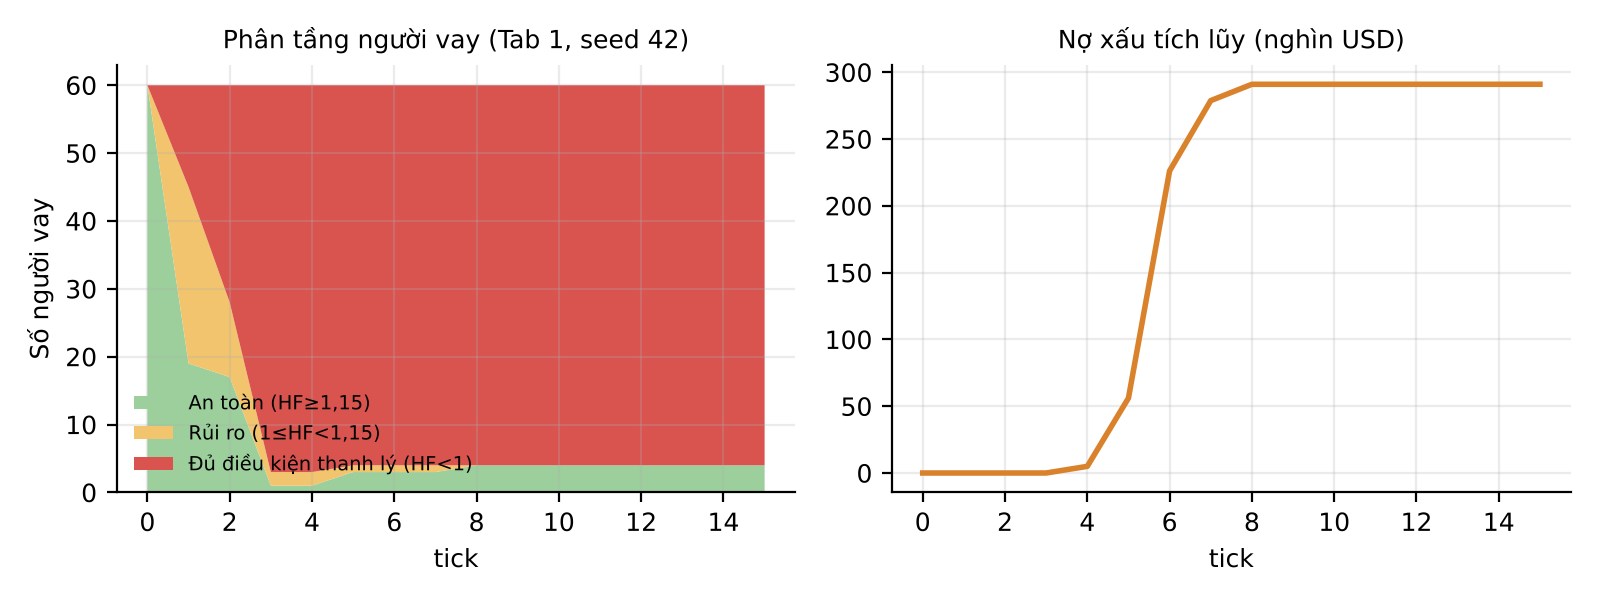 Phân tầng người vay (Tab 1, seed 42)
Số người vay
60
50
40
30
20
10
0
An toàn (HF≥1,15)
Rủi ro (1≤HF<1,15)
Đủ điều kiện thanh lý (HF<1)
0 2 4 6 8 10 12 14
tick
Nợ xấu tích lũy (nghìn USD)
300
250
200
150
100
50
0
0 2 4 6 8 10 12 14
tick